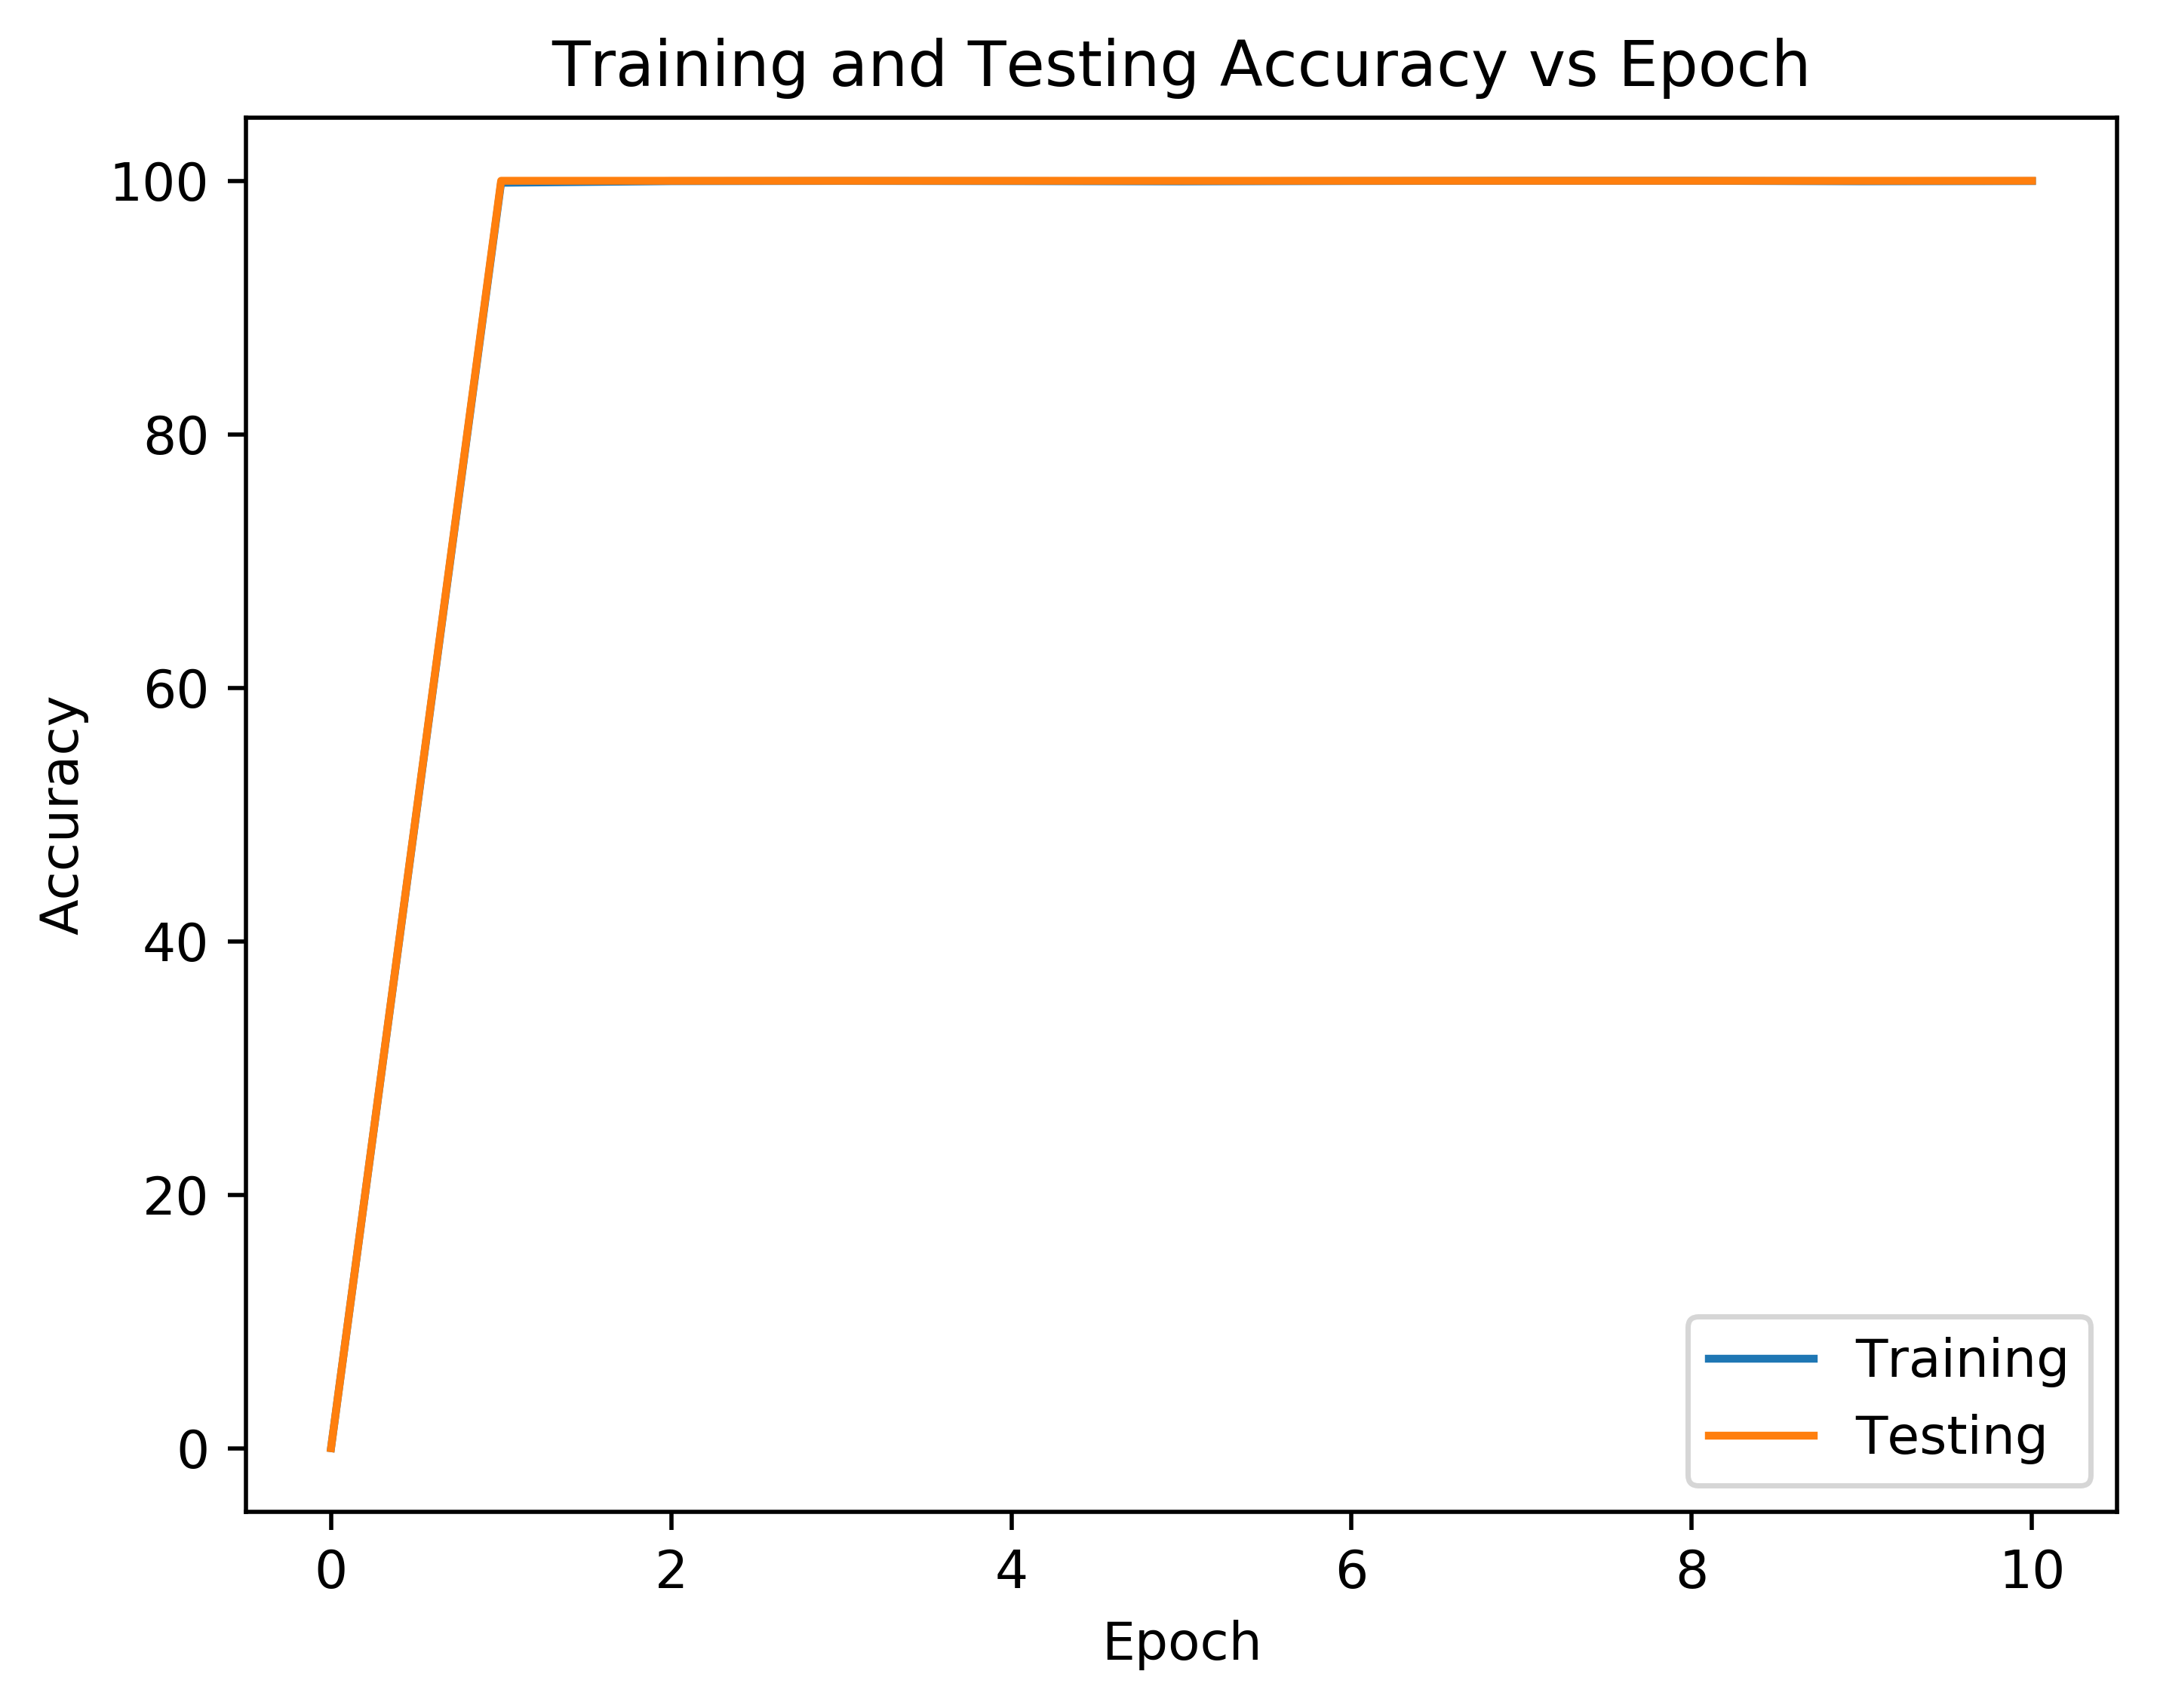 Training and Testing Accuracy vs Epoch
100
80
60
40
20
0
Accuracy
Training
Testing
0 2 4 6 8 10
Epoch